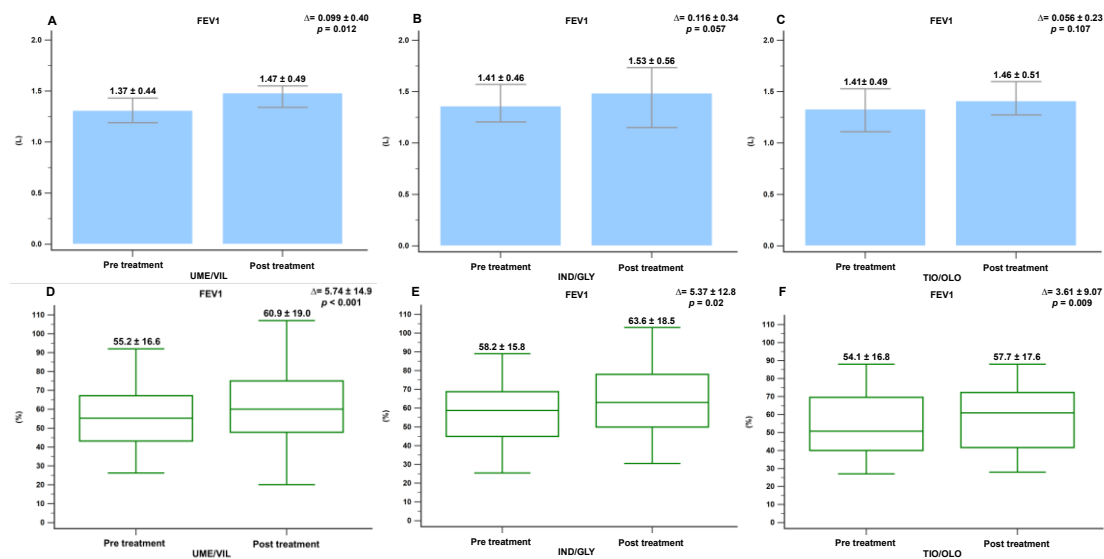 A
FEV1
Δ= 0.099 ± 0.40
p = 0.012
2.0
1.5
1.0
0.5
0.0
(L)
1.37 ± 0.44
1.47 ± 0.49
Pre treatment
Post treatment
UME/VIL
B
FEV1
Δ= 0.116 ± 0.34
p = 0.057
2.0
1.5
1.0
0.5
0.0
(L)
1.41 ± 0.46
1.53 ± 0.56
Pre treatment
Post treatment
IND/GLY
C
FEV1
Δ= 0.056 ± 0.23
p = 0.107
2.0
1.5
1.0
0.5
0.0
(L)
1.41± 0.49
1.46 ± 0.51
Pre treatment
Post treatment
TIO/OLO
D
FEV1
Δ= 5.74 ± 14.9
p < 0.001
110
100
90
80
70
60
50
40
30
20
10
0
(%)
55.2 ± 16.6
60.9 ± 19.0
Pre treatment
Post treatment
UME/VIL
E
FEV1
Δ= 5.37 ± 12.8
p = 0.02
110
100
90
80
70
60
50
40
30
20
10
0
(%)
58.2 ± 15.8
63.6 ± 18.5
Pre treatment
Post treatment
IND/GLY
F
FEV1
Δ= 3.61 ± 9.07
p = 0.009
110
100
90
80
70
60
50
40
30
20
10
0
(%)
54.1 ± 16.8
57.7 ± 17.6
Pre treatment
Post treatment
TIO/OLO